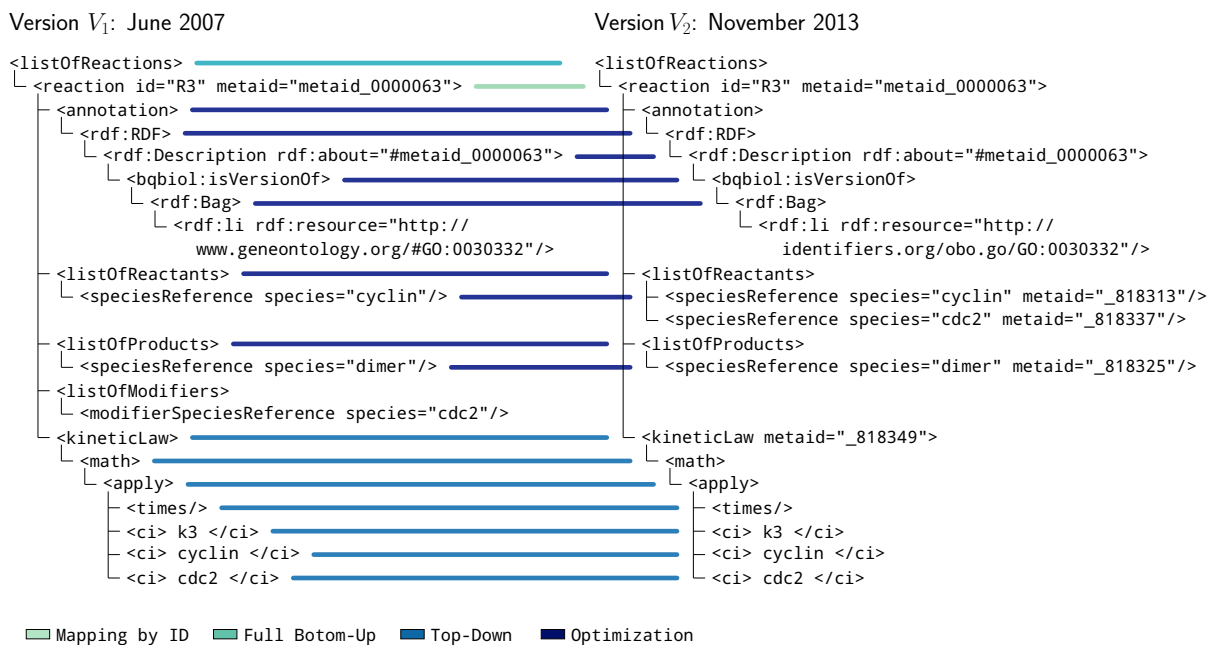 Version V1: June 2007
Version V2: November 2013
<listOfReactions>
<reaction id="R3" metaid="metaid_0000063">
<annotation>
<rdf:RDF>
<rdf:Description rdf:about="#metaid_0000063">
<bqbiol:isVersionOf>
<rdf:Bag>
<rdf:li rdf:resource="http://
www.geneontology.org/#GO:0030332"/>
<listOfReactants>
<speciesReference species="cyclin"/>
<listOfProducts>
<speciesReference species="dimer"/>
<listOfModifiers>
<modifierSpeciesReference species="cdc2"/>
<kineticLaw>
<math>
<apply>
<times/>
<ci> k3 </ci>
<ci> cyclin </ci>
<ci> cdc2 </ci>
<listOfReactions>
<reaction id="R3" metaid="metaid_0000063">
<annotation>
<rdf:RDF>
<rdf:Description rdf:about="#metaid_0000063">
<bqbiol:isVersionOf>
<rdf:Bag>
<rdf:li rdf:resource="http://
identifiers.org/obo.go/GO:0030332"/>
<listOfReactants>
<speciesReference species="cyclin" metaid="_818313"/>
<speciesReference species="cdc2" metaid="_818337"/>
<listOfProducts>
<speciesReference species="dimer" metaid="_818325"/>
<kineticLaw metaid="_818349">
<math>
<apply>
<times/>
<ci> k3 </ci>
<ci> cyclin </ci>
<ci> cdc2 </ci>
Mapping by ID
Full Botom-Up
Top-Down
Optimization